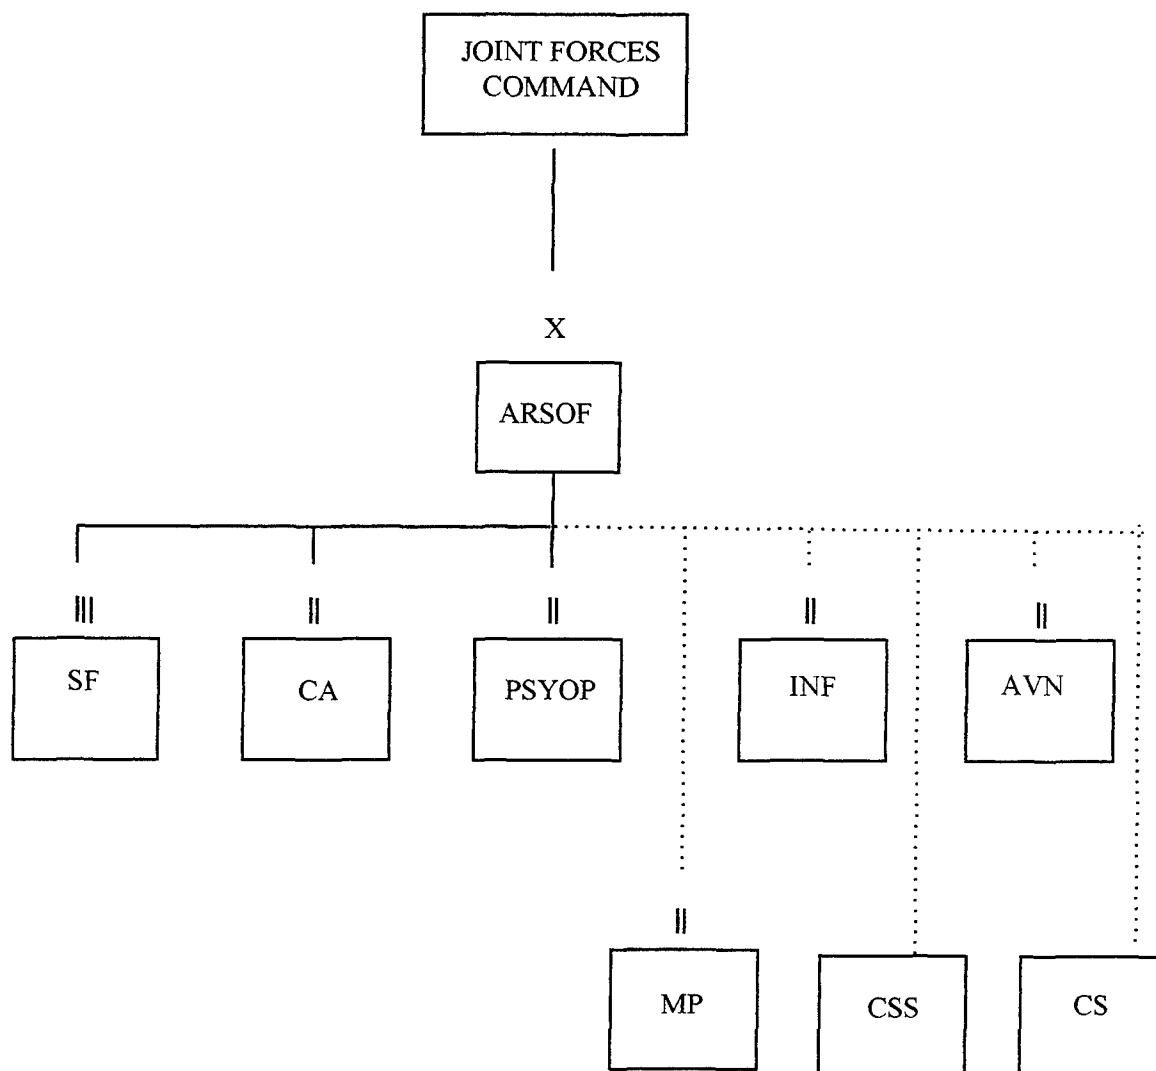 JOINT FORCES
COMMAND
X
ARSOF
||| || || || ||
SF CA PSYOP INF AVN
||
MP CSS CS